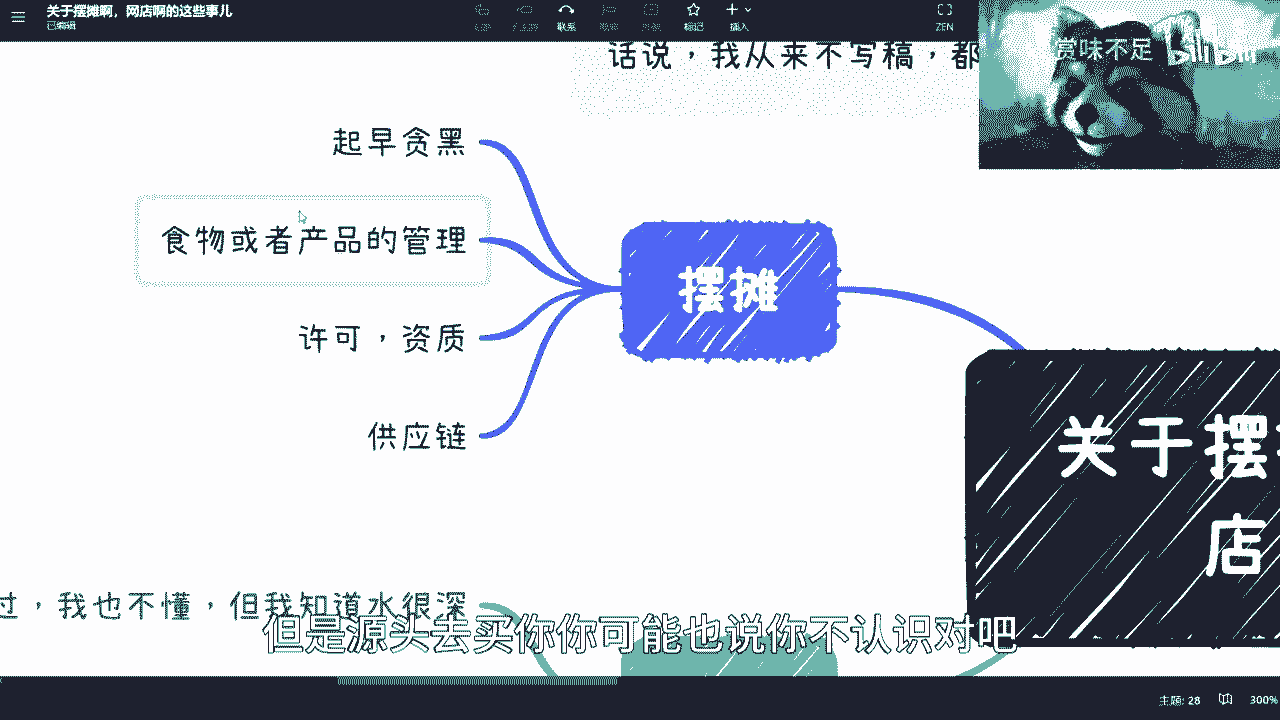 关于摆摊啊，网店啊的这些事儿
已编辑
联系
标记
插入
ZEN
赏味不足
bilibili
话说，我从来不写稿，都
起早贪黑
食物或者产品的管理
许可，资质
供应链
摆摊
关于摆
店
过，我也不懂，但我知道水很深
但是源头去买你你可能也说你不认识对吧
主题: 28
300%